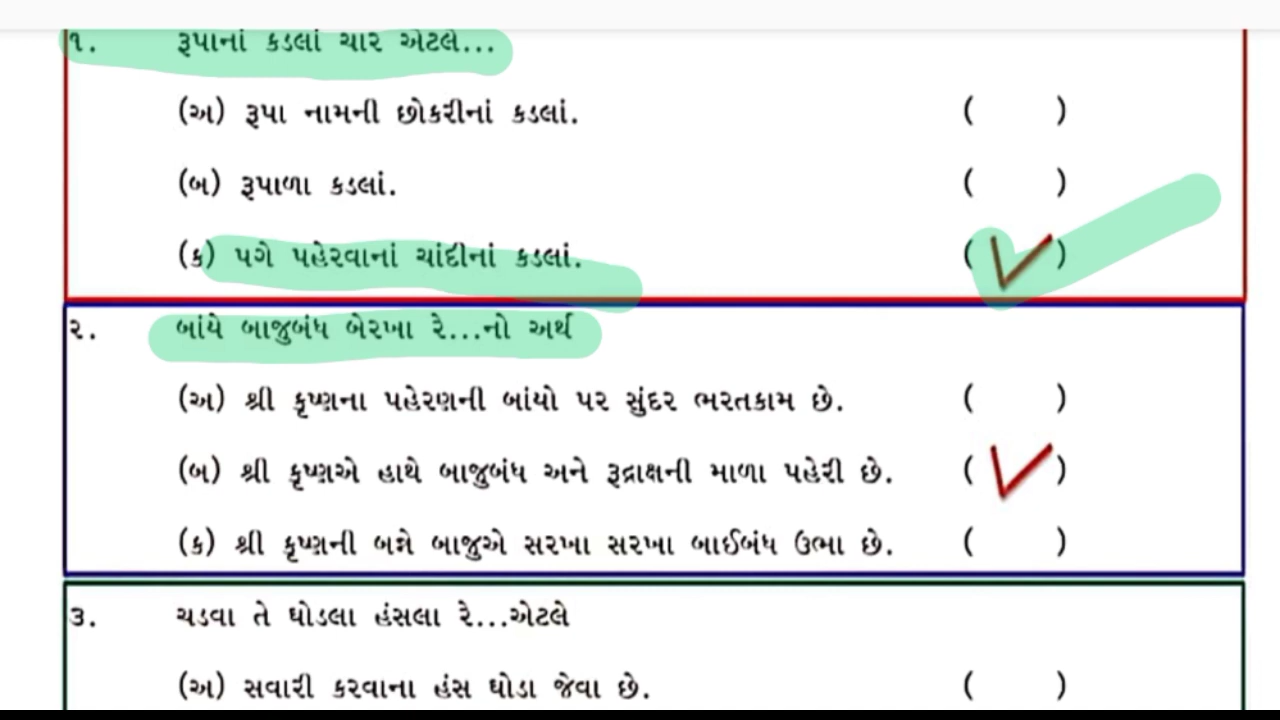 ૧. રૂપાનાં કડલાં ચાર એટલે...
(અ) રૂપા નામની છોકરીનાં કડલાં. ( )
(બ) રૂપાળા કડલાં. ( )
(ક) પગે પહેરવાનાં ચાંદીનાં કડલાં. (✓)
૨. બાંયે બાજુબંધ બેરખા રે...નો અર્થ
(અ) શ્રી કૃષ્ણના પહેરણની બાંયો પર સુંદર ભરતકામ છે. ( )
(બ) શ્રી કૃષ્ણએ હાથે બાજુબંધ અને રૂદ્રાક્ષની માળા પહેરી છે. (✓)
(ક) શ્રી કૃષ્ણની બન્ને બાજુએ સરખા સરખા બાઈબંધ ઉભા છે. ( )
૩. ચડવા તે ઘોડલા હંસલા રે...એટલે
(અ) સવારી કરવાના હંસ ઘોડા જેવા છે. ( )